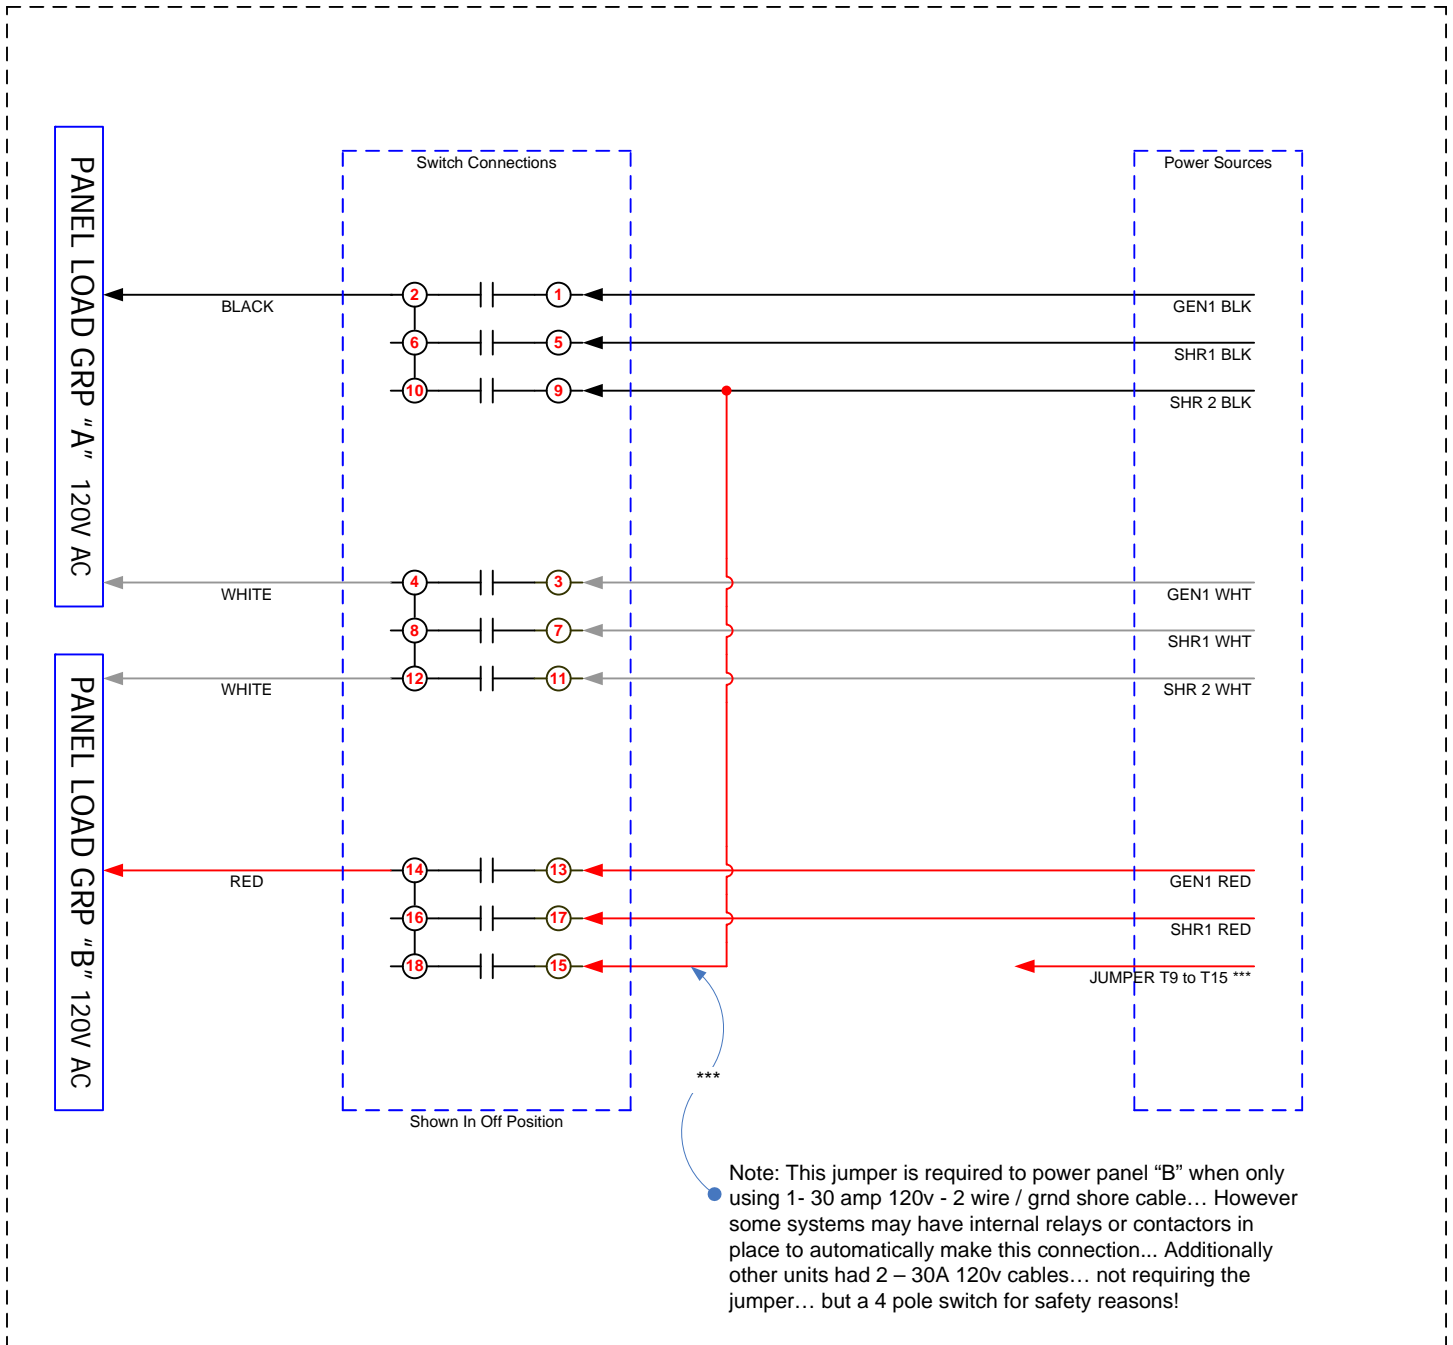 PANEL LOAD GRP "A" 120V AC
Switch Connections
Power Sources
BLACK
2
1
GEN1 BLK
6
5
SHR1 BLK
10
9
SHR 2 BLK
WHITE
4
3
GEN1 WHT
8
7
SHR1 WHT
WHITE
12
11
SHR 2 WHT
PANEL LOAD GRP "B" 120V AC
RED
14
13
GEN1 RED
16
17
SHR1 RED
18
15
JUMPER T9 to T15 ***
***
Shown In Off Position
Note: This jumper is required to power panel “B” when only
using 1- 30 amp 120v - 2 wire / grnd shore cable… However
some systems may have internal relays or contactors in
place to automatically make this connection... Additionally
other units had 2 – 30A 120v cables… not requiring the
jumper… but a 4 pole switch for safety reasons!